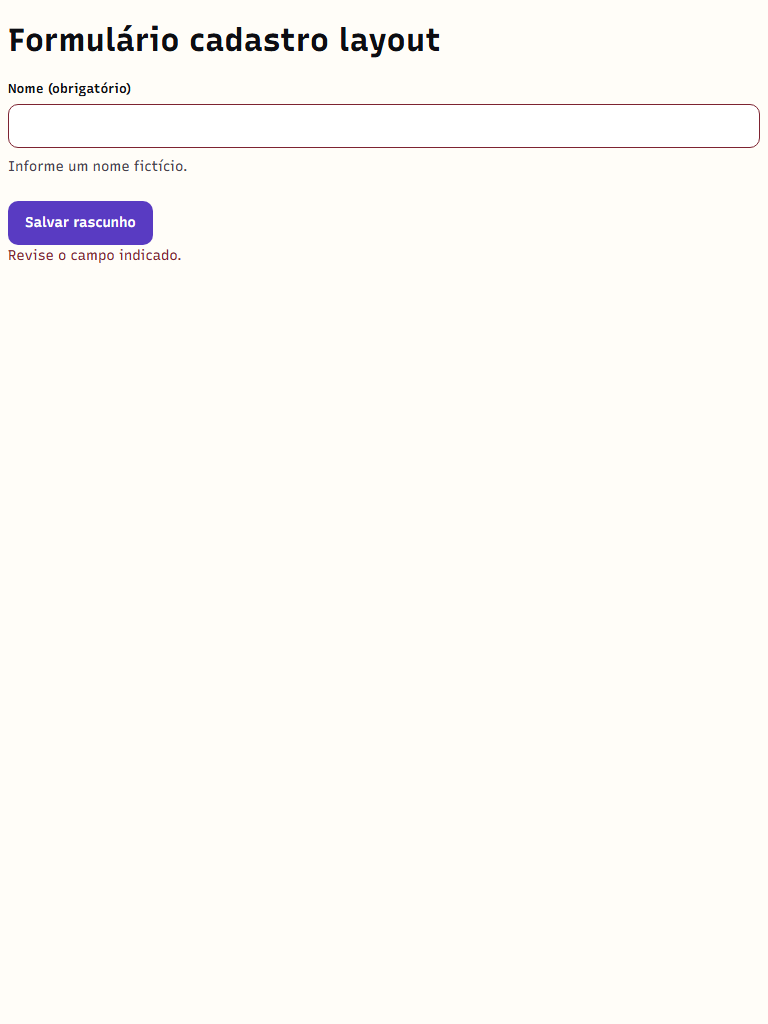 Formulário cadastro layout
Nome (obrigatório)
Informe um nome fictício.
Salvar rascunho
Revise o campo indicado.